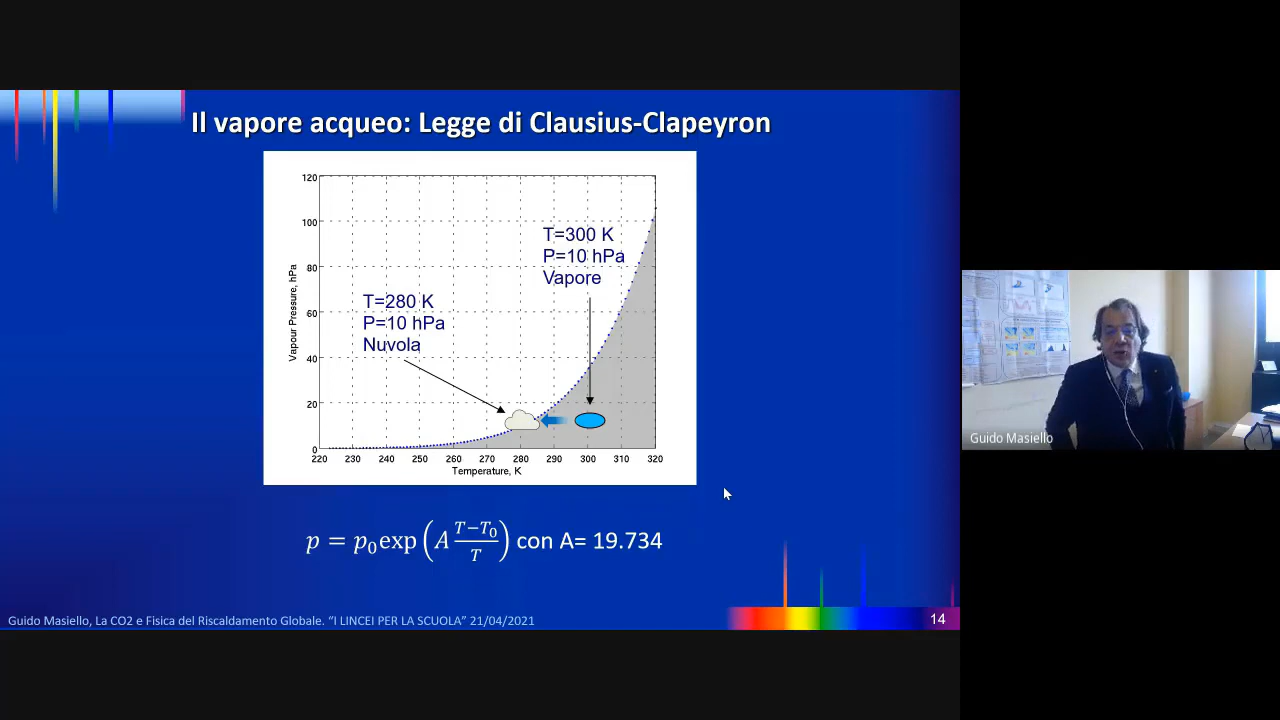 Il vapore acqueo: Legge di Clausius-Clapeyron
120
100
80
60
40
20
0
Vapour Pressure, hPa
T=300 K
P=10 hPa
Vapore
T=280 K
P=10 hPa
Nuvola
220 230 240 250 260 270 280 290 300 310 320
Temperature, K
p = p₀exp(A (T−T₀)/T) con A= 19.734
Guido Masiello, La CO2 e Fisica del Riscaldamento Globale. "I LINCEI PER LA SCUOLA" 21/04/2021
14
Guido Masiello